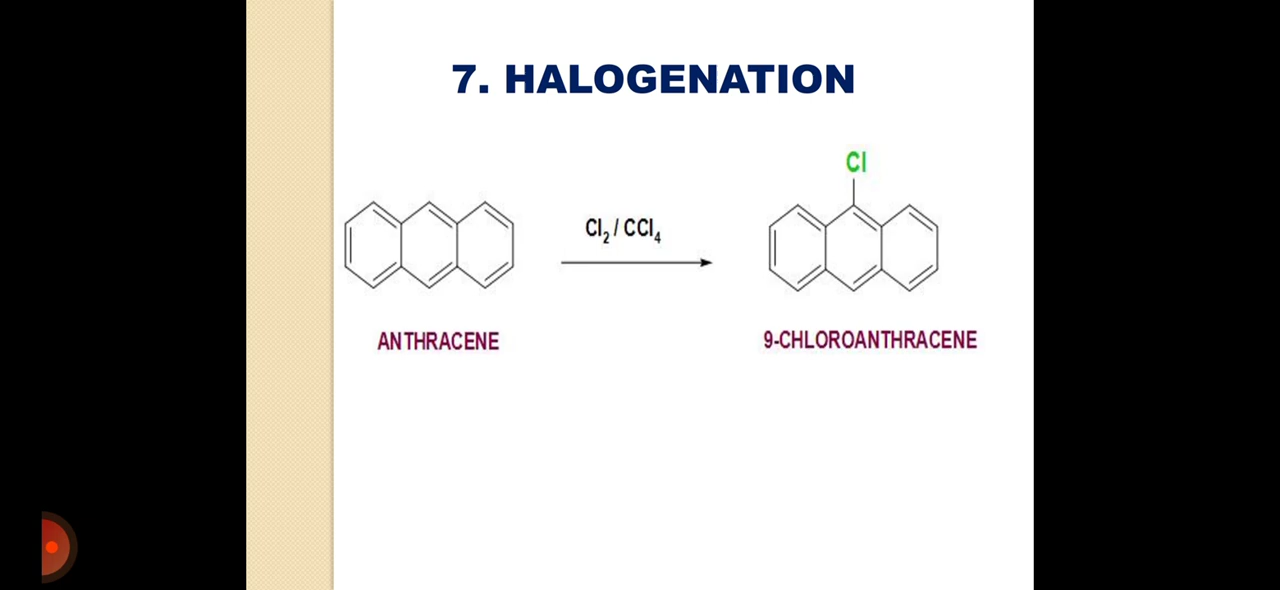 7. HALOGENATION
Cl
Cl₂ / CCl₄
ANTHRACENE
9-CHLOROANTHRACENE